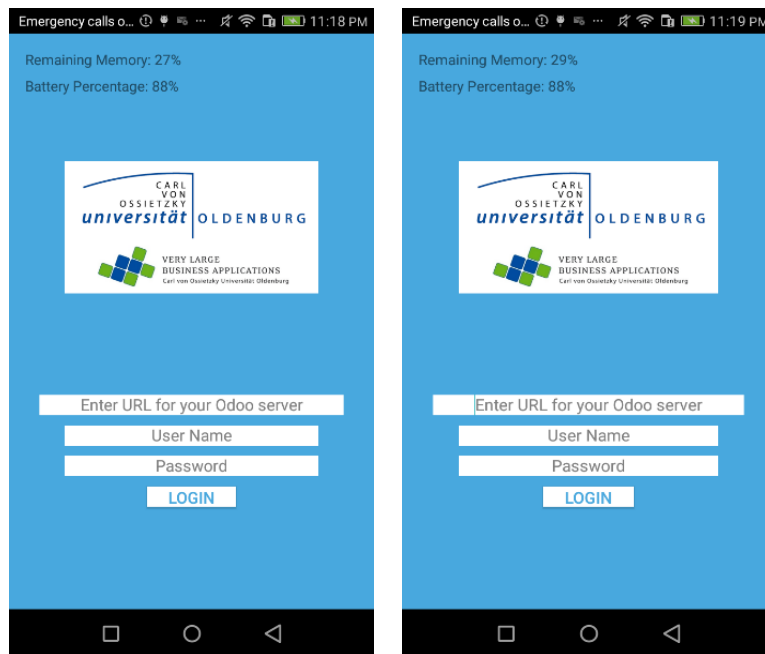 Emergency calls o... 11:18 PM
Remaining Memory: 27%
Battery Percentage: 88%
CARL
VON
OSSIETZKY
universität OLDENBURG
VERY LARGE
BUSINESS APPLICATIONS
Carl von Ossietzky Universität Oldenburg
Enter URL for your Odoo server
User Name
Password
LOGIN
Emergency calls o... 11:19 PM
Remaining Memory: 29%
Battery Percentage: 88%
CARL
VON
OSSIETZKY
universität OLDENBURG
VERY LARGE
BUSINESS APPLICATIONS
Carl von Ossietzky Universität Oldenburg
Enter URL for your Odoo server
User Name
Password
LOGIN